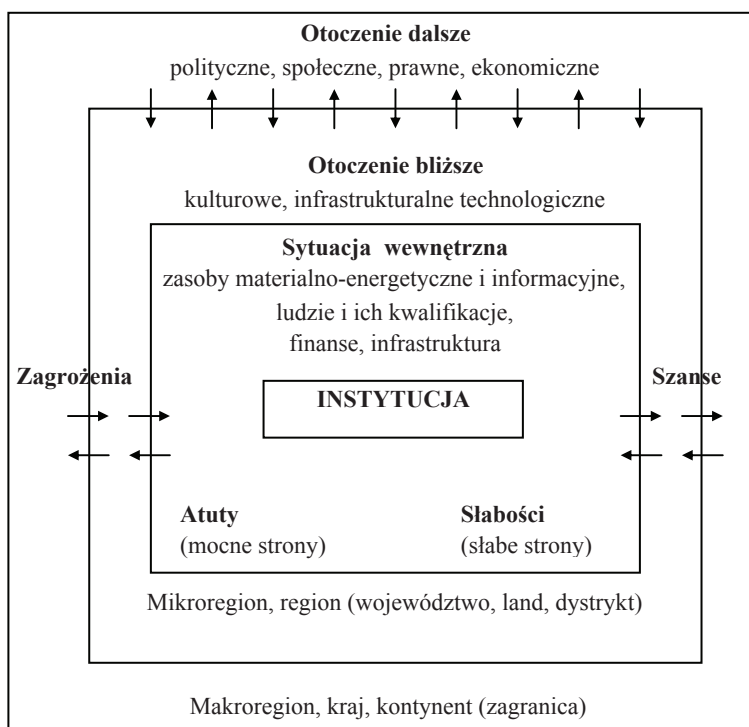 Otoczenie dalsze
polityczne, społeczne, prawne, ekonomiczne
Otoczenie bliższe
kulturowe, infrastrukturalne technologiczne
Sytuacja wewnętrzna
zasoby materialno-energetyczne i informacyjne,
ludzie i ich kwalifikacje,
finanse, infrastruktura
Zagrożenia
Szanse
INSTYTUCJA
Atuty
(mocne strony)
Słabości
(słabe strony)
Mikroregion, region (województwo, land, dystrykt)
Makroregion, kraj, kontynent (zagranica)